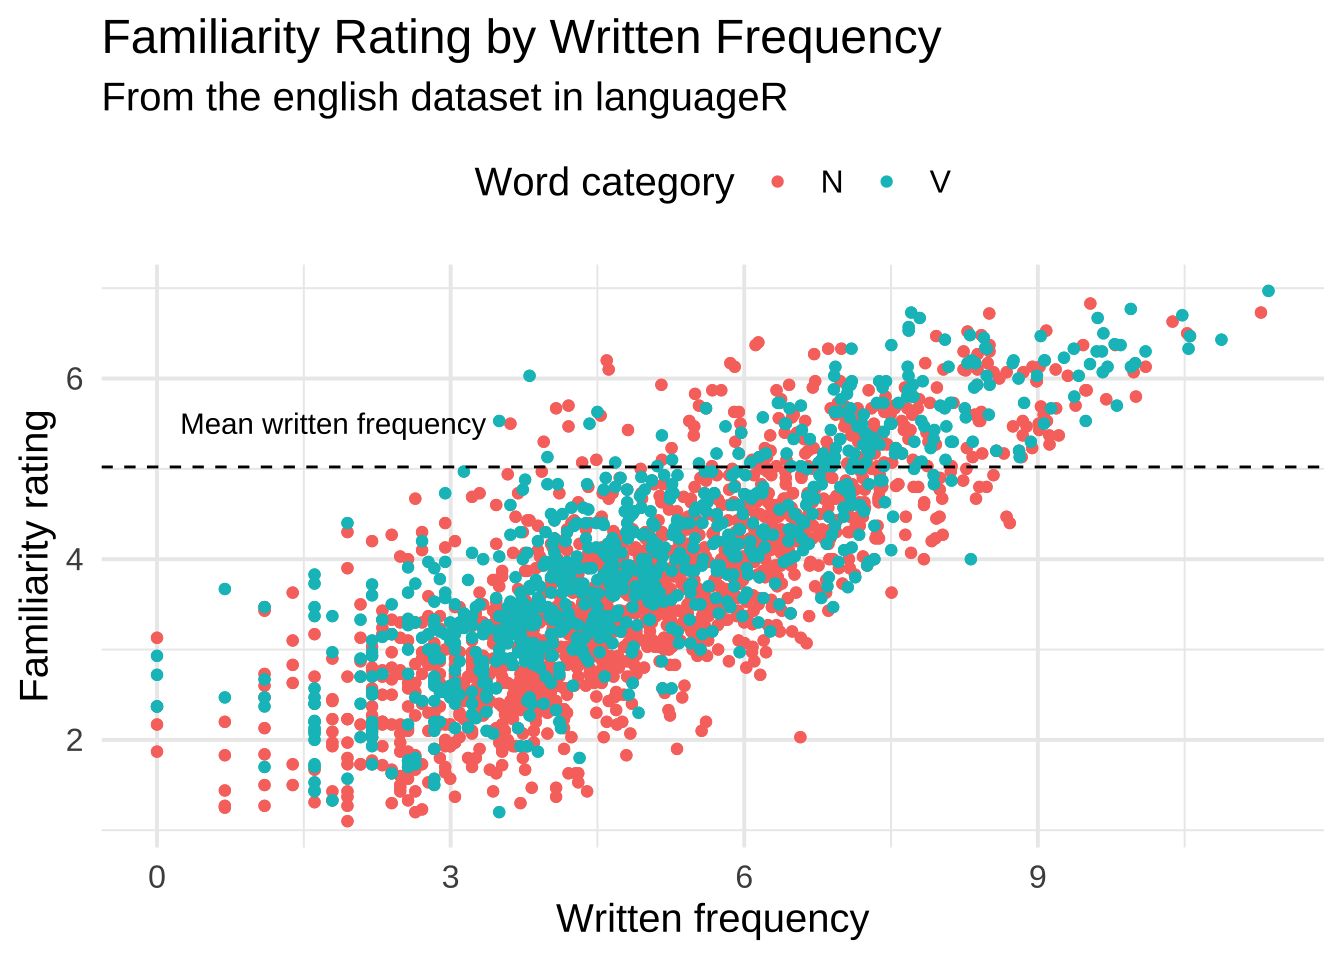 Familiarity Rating by Written Frequency
From the english dataset in languageR
Word category N V
Familiarity rating
6
4
2
Mean written frequency
0 3 6 9
Written frequency